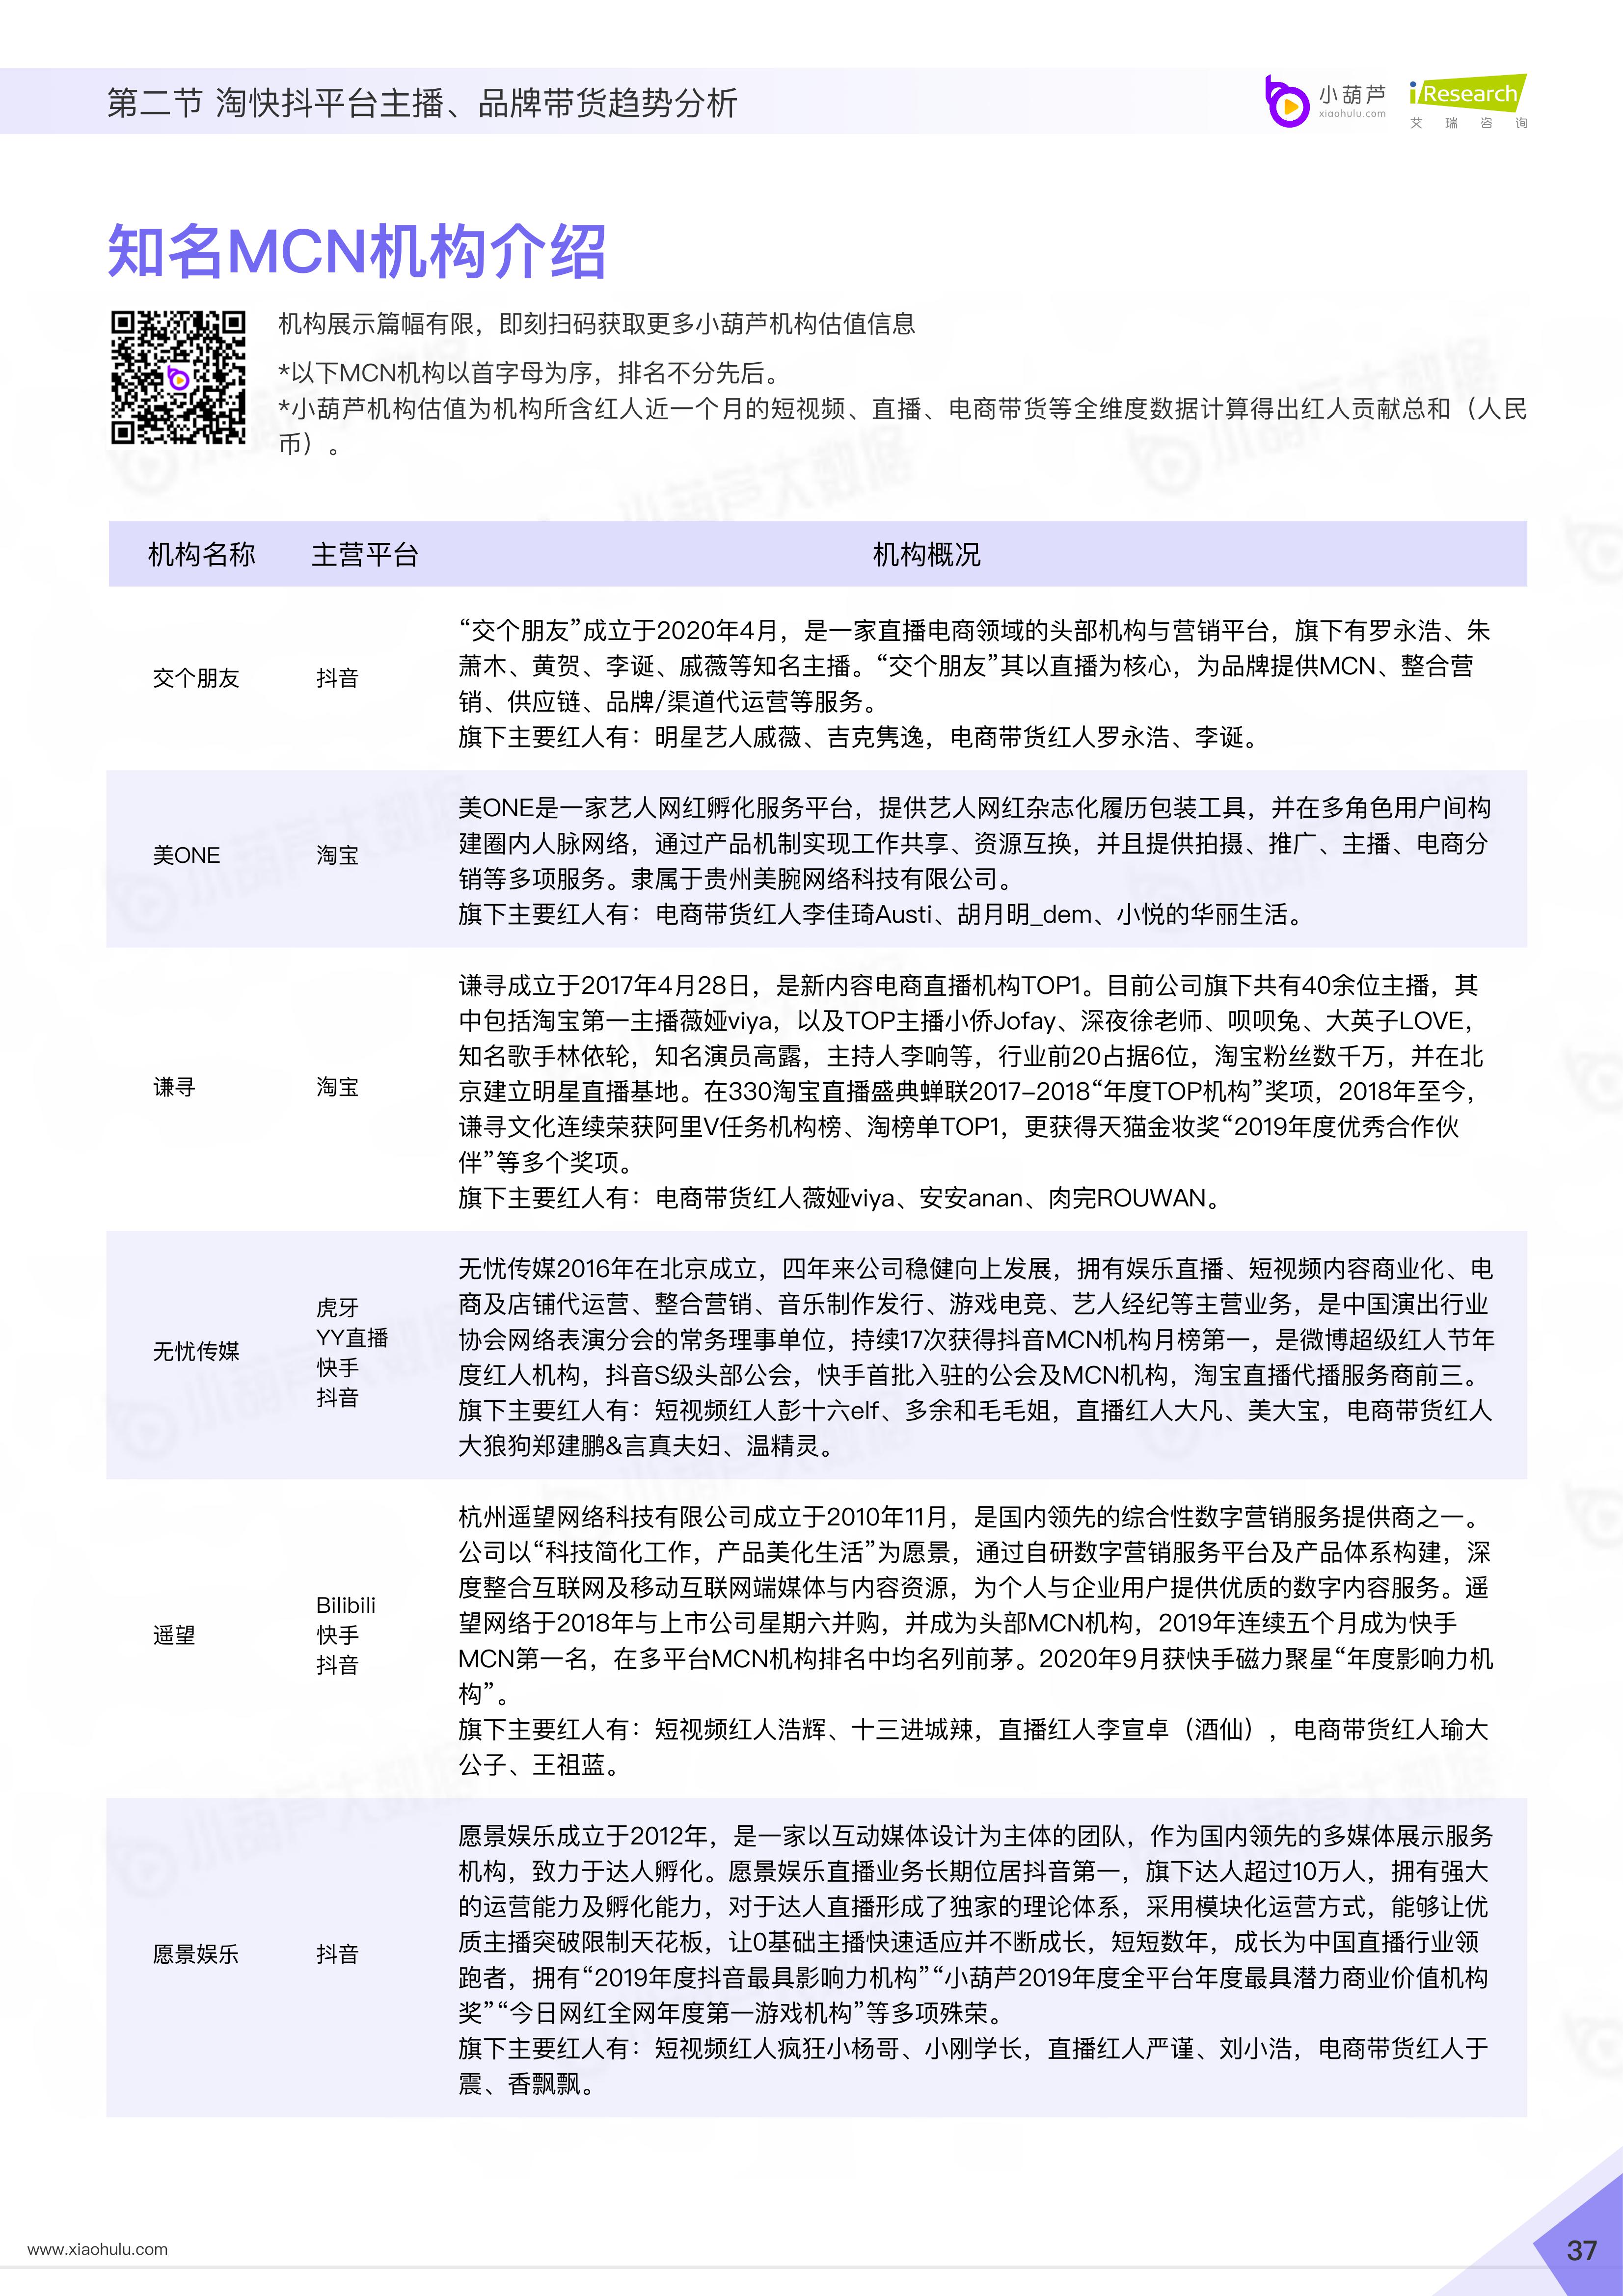 第二节 淘快抖平台主播、品牌带货趋势分析
小葫芦
xiaohulu.com
iResearch
艾瑞咨询
知名MCN机构介绍
机构展示篇幅有限，即刻扫码获取更多小葫芦机构估值信息
*以下MCN机构以首字母为序，排名不分先后。
*小葫芦机构估值为机构所含红人近一个月的短视频、直播、电商带货等全维度数据计算得出红人贡献总和（人民
币）。
机构名称 主营平台 机构概况
交个朋友
抖音
“交个朋友”成立于2020年4月，是一家直播电商领域的头部机构与营销平台，旗下有罗永浩、朱
萧木、黄贺、李诞、戚薇等知名主播。“交个朋友”其以直播为核心，为品牌提供MCN、整合营
销、供应链、品牌/渠道代运营等服务。
旗下主要红人有：明星艺人戚薇、吉克隽逸，电商带货红人罗永浩、李诞。
美ONE
淘宝
美ONE是一家艺人网红孵化服务平台，提供艺人网红杂志化履历包装工具，并在多角色用户间构
建圈内人脉网络，通过产品机制实现工作共享、资源互换，并且提供拍摄、推广、主播、电商分
销等多项服务。隶属于贵州美腕网络科技有限公司。
旗下主要红人有：电商带货红人李佳琦Austi、胡月明_dem、小悦的华丽生活。
谦寻
淘宝
谦寻成立于2017年4月28日，是新内容电商直播机构TOP1。目前公司旗下共有40余位主播，其
中包括淘宝第一主播薇娅viya，以及TOP主播小侨Jofay、深夜徐老师、呗呗兔、大英子LOVE，
知名歌手林依轮，知名演员高露，主持人李响等，行业前20占据6位，淘宝粉丝数千万，并在北
京建立明星直播基地。在330淘宝直播盛典蝉联2017–2018“年度TOP机构”奖项，2018年至今，
谦寻文化连续荣获阿里V任务机构榜、淘榜单TOP1，更获得天猫金妆奖“2019年度优秀合作伙
伴”等多个奖项。
旗下主要红人有：电商带货红人薇娅viya、安安anan、肉完ROUWAN。
无忧传媒
虎牙
YY直播
快手
抖音
无忧传媒2016年在北京成立，四年来公司稳健向上发展，拥有娱乐直播、短视频内容商业化、电
商及店铺代运营、整合营销、音乐制作发行、游戏电竞、艺人经纪等主营业务，是中国演出行业
协会网络表演分会的常务理事单位，持续17次获得抖音MCN机构月榜第一，是微博超级红人节年
度红人机构，抖音S级头部公会，快手首批入驻的公会及MCN机构，淘宝直播代播服务商前三。
旗下主要红人有：短视频红人彭十六elf、多余和毛毛姐，直播红人大凡、美大宝，电商带货红人
大狼狗郑建鹏&言真夫妇、温精灵。
遥望
Bilibili
快手
抖音
杭州遥望网络科技有限公司成立于2010年11月，是国内领先的综合性数字营销服务提供商之一。
公司以“科技简化工作，产品美化生活”为愿景，通过自研数字营销服务平台及产品体系构建，深
度整合互联网及移动互联网端媒体与内容资源，为个人与企业用户提供优质的数字内容服务。遥
望网络于2018年与上市公司星期六并购，并成为头部MCN机构，2019年连续五个月成为快手
MCN第一名，在多平台MCN机构排名中均名列前茅。2020年9月获快手磁力聚星“年度影响力机
构”。
旗下主要红人有：短视频红人浩辉、十三进城辣，直播红人李宣卓（酒仙），电商带货红人瑜大
公子、王祖蓝。
愿景娱乐
抖音
愿景娱乐成立于2012年，是一家以互动媒体设计为主体的团队，作为国内领先的多媒体展示服务
机构，致力于达人孵化。愿景娱乐直播业务长期位居抖音第一，旗下达人超过10万人，拥有强大
的运营能力及孵化能力，对于达人直播形成了独家的理论体系，采用模块化运营方式，能够让优
质主播突破限制天花板，让0基础主播快速适应并不断成长，短短数年，成长为中国直播行业领
跑者，拥有“2019年度抖音最具影响力机构”“小葫芦2019年度全平台年度最具潜力商业价值机构
奖”“今日网红全网年度第一游戏机构”等多项殊荣。
旗下主要红人有：短视频红人疯狂小杨哥、小刚学长，直播红人严谨、刘小浩，电商带货红人于
震、香飘飘。
www.xiaohulu.com
37